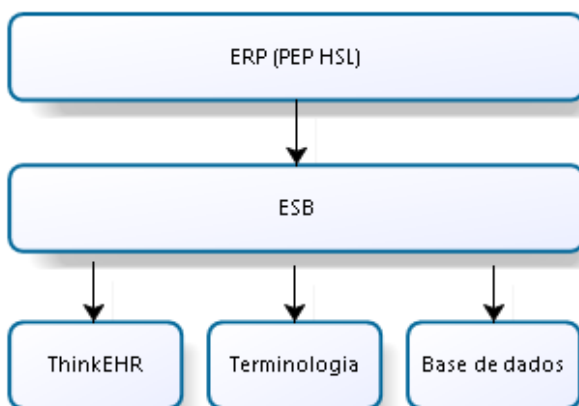 ERP (PEP HSL)
ESB
ThinkEHR
Terminologia
Base de dados